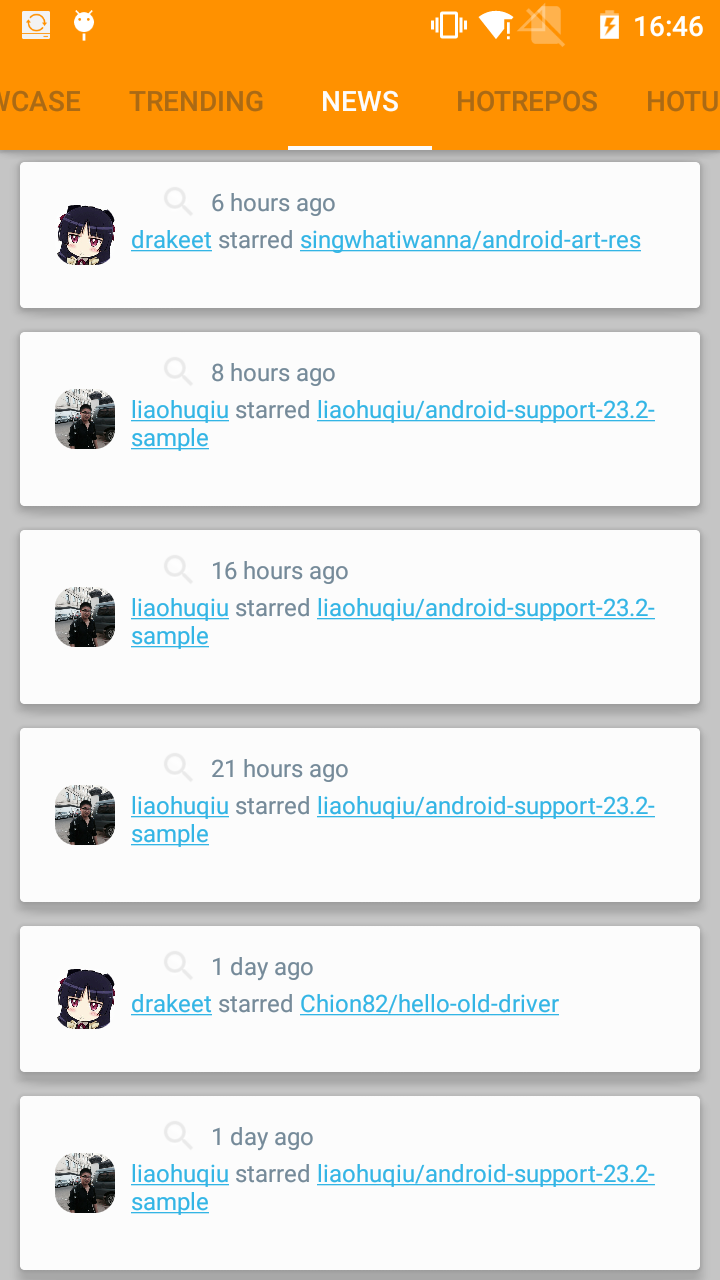 16:46
WCASE TRENDING NEWS HOTREPOS HOTU
6 hours ago
drakeet starred singwhatiwanna/android-art-res
8 hours ago
liaohuqiu starred liaohuqiu/android-support-23.2-
sample
16 hours ago
liaohuqiu starred liaohuqiu/android-support-23.2-
sample
21 hours ago
liaohuqiu starred liaohuqiu/android-support-23.2-
sample
1 day ago
drakeet starred Chion82/hello-old-driver
1 day ago
liaohuqiu starred liaohuqiu/android-support-23.2-
sample